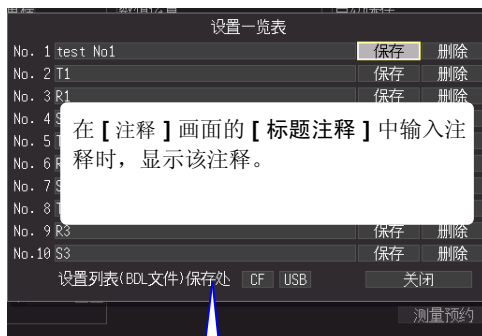 设置一览表
No. 1 test No1 保存 删除
No. 2 T1 保存 删除
No. 3 R1 保存 删除
No. 4 S
No. 5 T
No. 6 R
No. 7 S
No. 8 T
No. 9 R3 保存 删除
No.10 S3 保存 删除
在 [ 注释 ] 画面的 [ 标题注释 ] 中输入注
释时，显示该注释。
设置列表(BDL文件)保存处 CF USB 关闭
测量预约